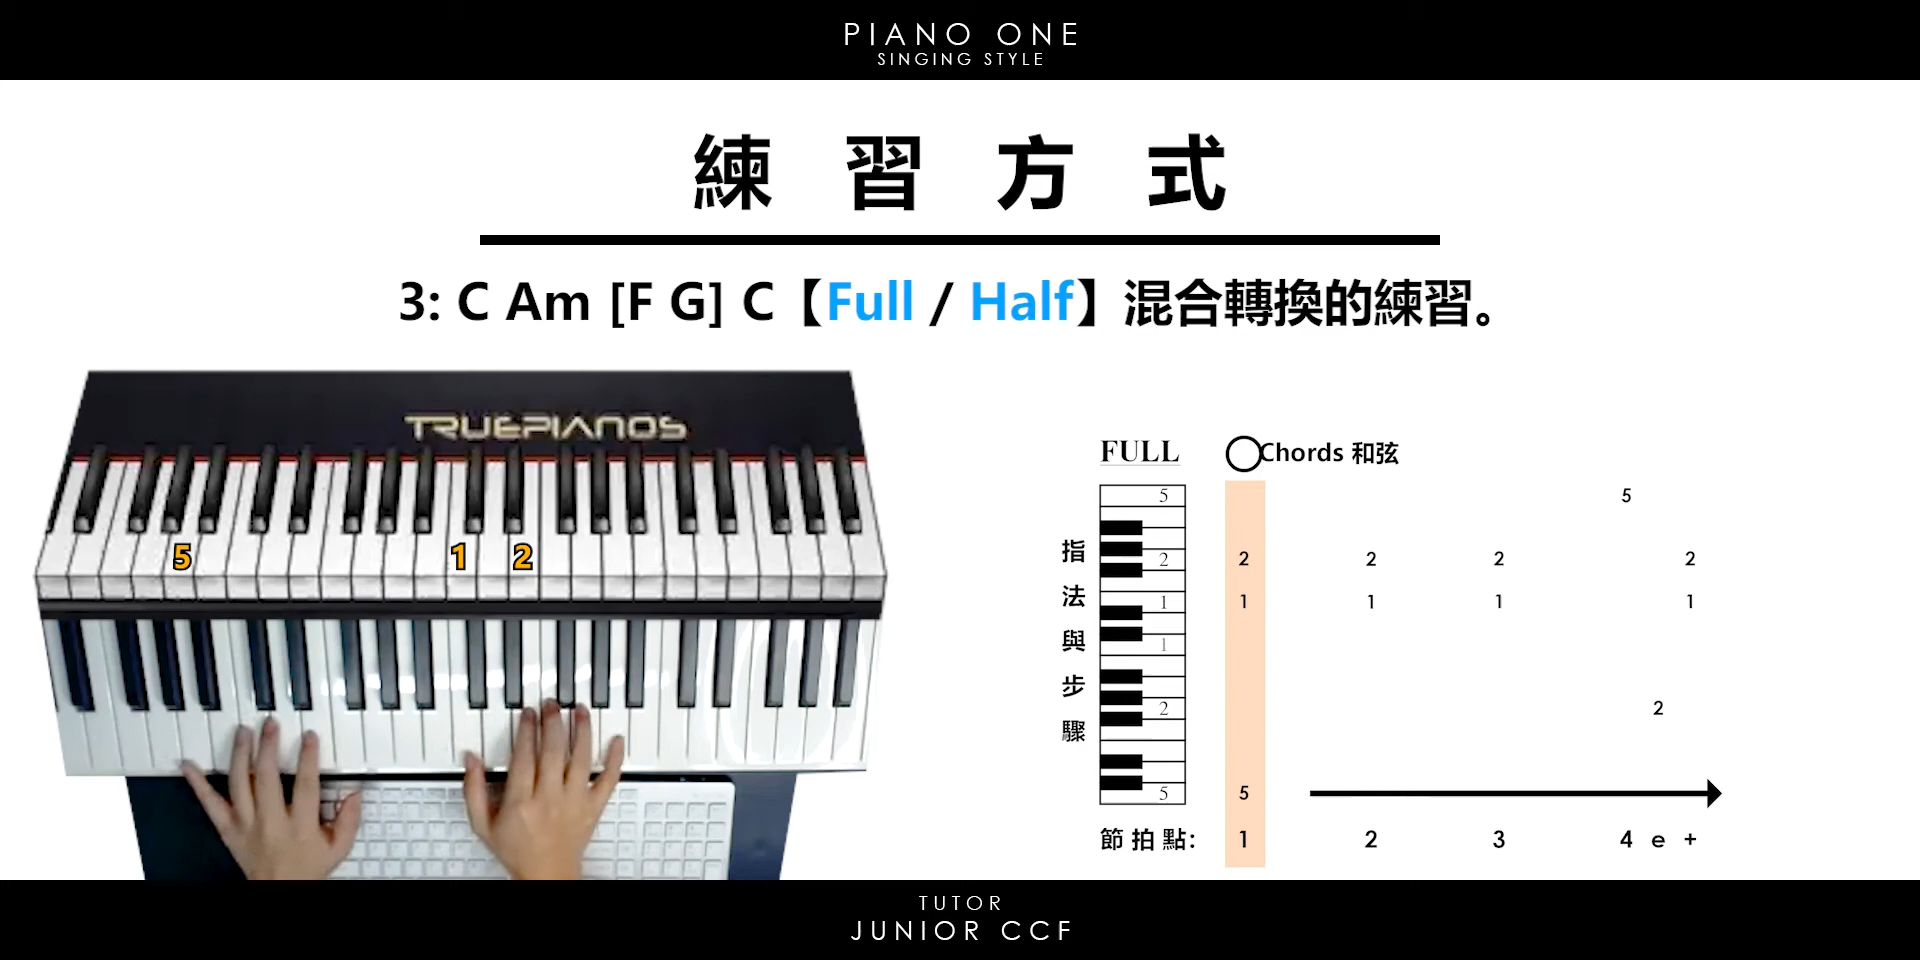 PIANO ONE
SINGING STYLE
練習方式
3: C Am [F G] C【Full / Half】混合轉換的練習。
TRUEPIANOS
5 1 2
FULL
Chords 和弦
指法與步驟
5
2
1
1
2
5
5
2 2 2 2
1 1 1 1
2
5
節拍點: 1 2 3 4 e +
TUTOR
JUNIOR CCF